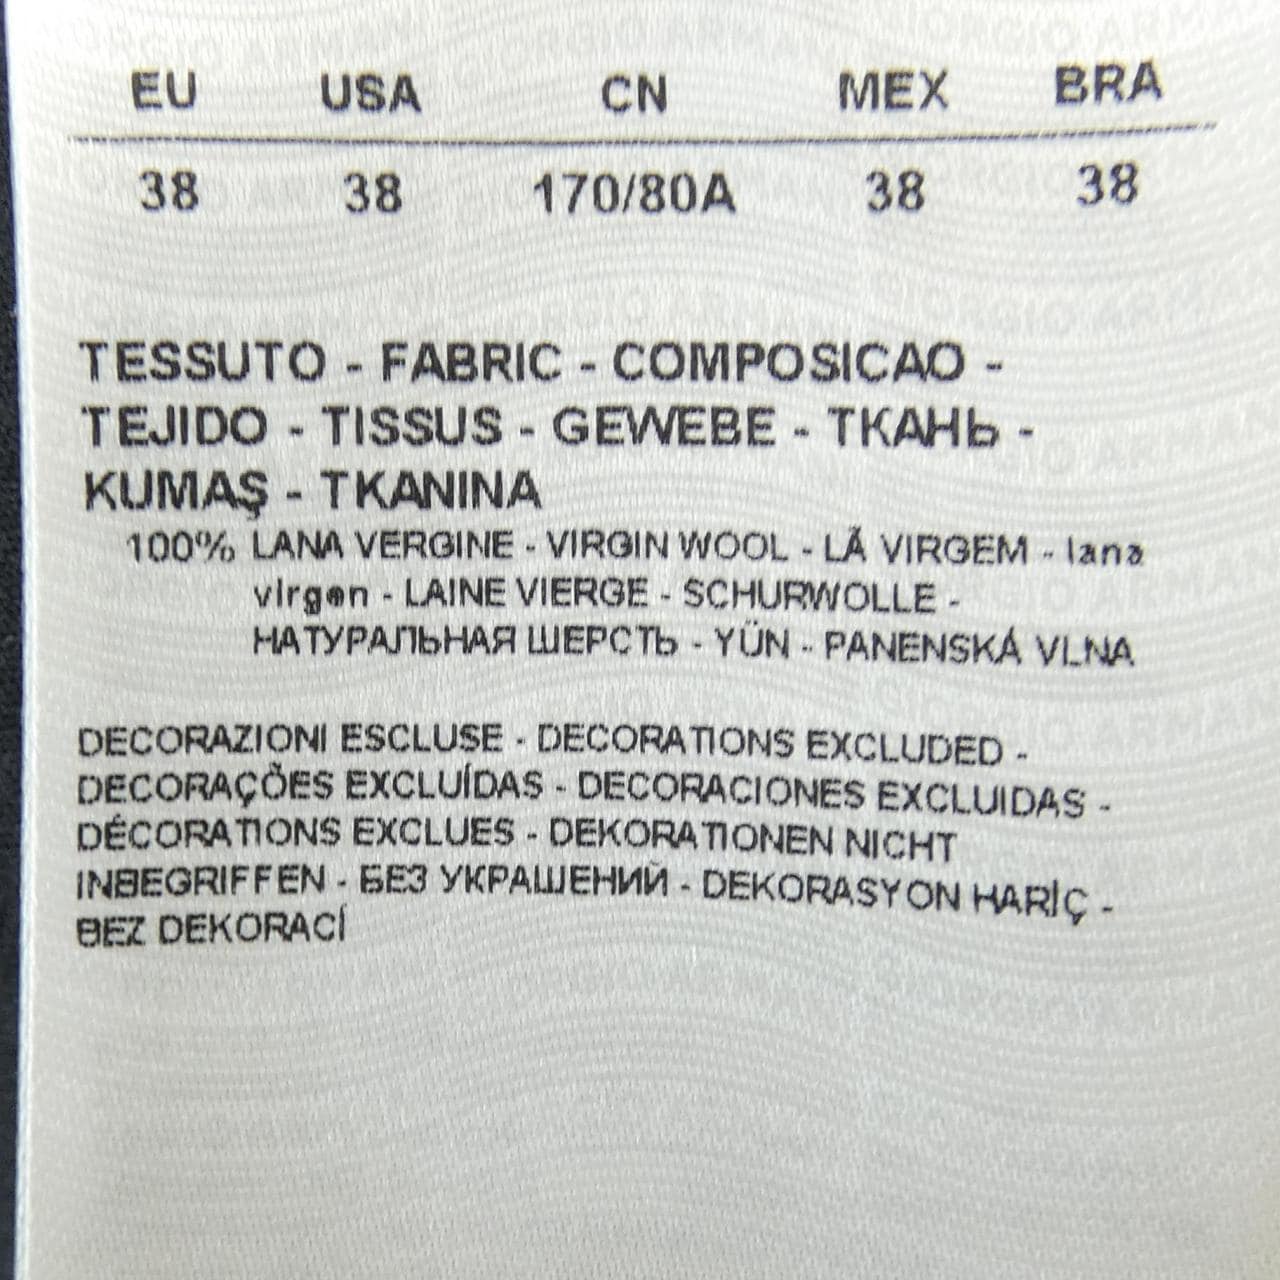 EU USA CN MEX BRA
38 38 170/80A 38 38
TESSUTO - FABRIC - COMPOSICAO -
TEJIDO - TISSUS - GEWEBE - ТКАНЬ -
KUMAŞ - TKANINA
100% LANA VERGINE - VIRGIN WOOL - LÃ VIRGEM - lana
virgen - LAINE VIERGE - SCHURWOLLE -
НАТУРАЛЬНАЯ ШЕРСТЬ - YÜN - PANENSKÁ VLNA
DECORAZIONI ESCLUSE - DECORATIONS EXCLUDED -
DECORAÇÕES EXCLUÍDAS - DECORACIONES EXCLUIDAS -
DÉCORATIONS EXCLUES - DEKORATIONEN NICHT
INBEGRIFFEN - БЕЗ УКРАШЕНИЙ - DEKORASYON HARİÇ -
BEZ DEKORACÍ